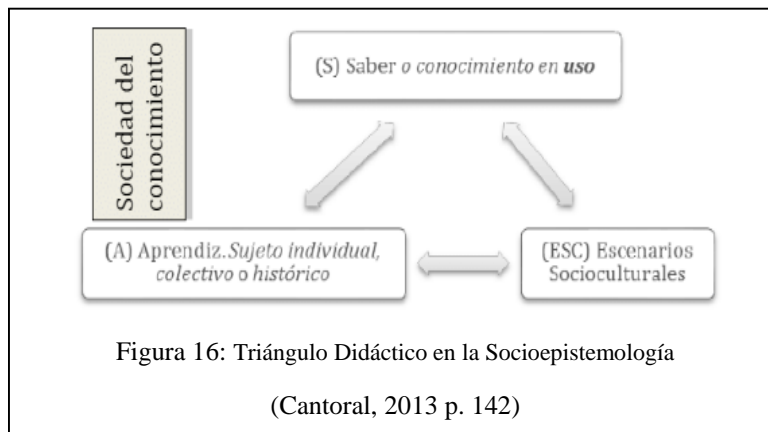 Sociedad del
conocimiento
(S) Saber o conocimiento en uso
(A) Aprendiz.Sujeto individual,
colectivo o histórico
(ESC) Escenarios
Socioculturales
Figura 16: Triángulo Didáctico en la Socioepistemología
(Cantoral, 2013 p. 142)